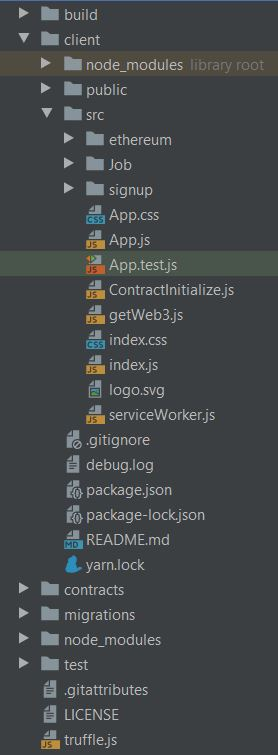 build
client
node_modules library root
public
src
ethereum
Job
signup
App.css
App.js
App.test.js
ContractInitialize.js
getWeb3.js
index.css
index.js
logo.svg
serviceWorker.js
.gitignore
debug.log
package.json
package-lock.json
README.md
yarn.lock
contracts
migrations
node_modules
test
.gitattributes
LICENSE
truffle.js